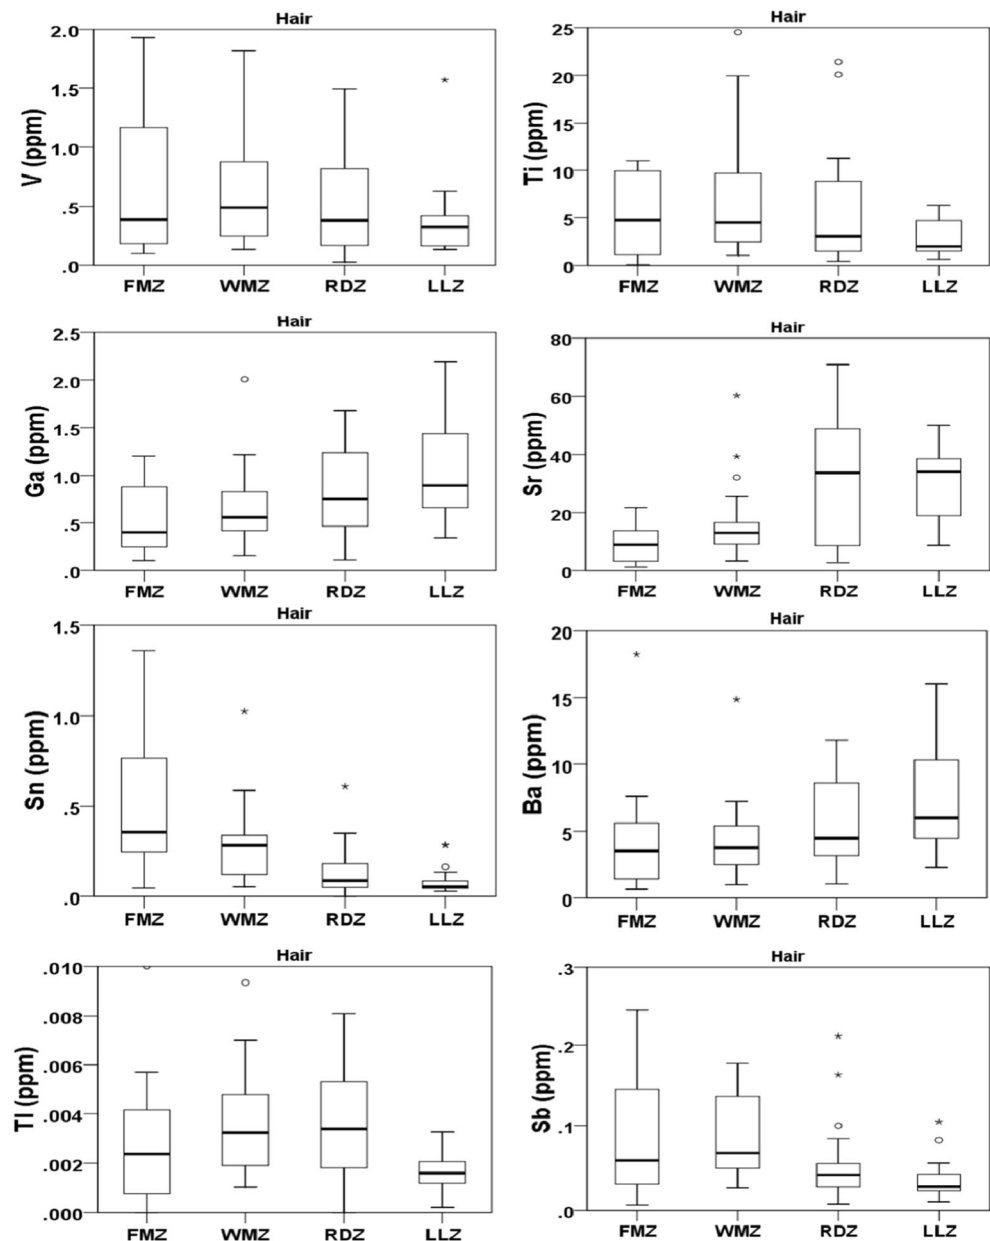 Hair
2.0
1.5
1.0
.5
.0
V (ppm)
FMZ WMZ RDZ LLZ
Hair
25
20
15
10
5
0
Ti (ppm)
FMZ WMZ RDZ LLZ
Hair
2.5
2.0
1.5
1.0
.5
.0
Ga (ppm)
FMZ WMZ RDZ LLZ
Hair
80
60
40
20
0
Sr (ppm)
FMZ WMZ RDZ LLZ
Hair
1.5
1.0
.5
.0
Sn (ppm)
FMZ WMZ RDZ LLZ
Hair
20
15
10
5
0
Ba (ppm)
FMZ WMZ RDZ LLZ
Hair
.010
.008
.006
.004
.002
.000
Tl (ppm)
FMZ WMZ RDZ LLZ
Hair
.3
.2
.1
.0
Sb (ppm)
FMZ WMZ RDZ LLZ